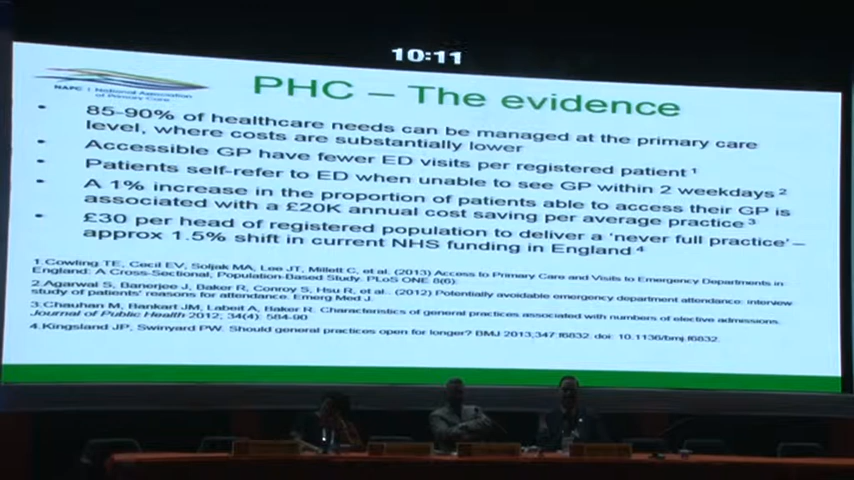 10:11
NAPC | National Association
of Primary Care
PHC – The evidence
• 85-90% of healthcare needs can be managed at the primary care
level, where costs are substantially lower
• Accessible GP have fewer ED visits per registered patient 1
• Patients self-refer to ED when unable to see GP within 2 weekdays 2
• A 1% increase in the proportion of patients able to access their GP is
associated with a £20K annual cost saving per average practice 3
• £30 per head of registered population to deliver a ‘never full practice’ –
approx 1.5% shift in current NHS funding in England 4
1. Cowling TE, Cecil EV, Soljak MA, Lee JT, Millett C, et al. (2013) Access to Primary Care and Visits to Emergency Departments in
England: A Cross-Sectional, Population-Based Study. PLoS ONE 8(6):
2. Agarwal S, Banerjee J, Baker R, Conroy S, Hsu R, et al. (2012) Potentially avoidable emergency department attendance: interview
study of patients' reasons for attendance. Emerg Med J.
3. Chauhan M, Bankart JM, Labeit A, Baker R. Characteristics of general practices associated with numbers of elective admissions.
Journal of Public Health 2012; 34(4): 584-90
4. Kingsland JP, Swinyard PW. Should general practices open for longer? BMJ 2013;347:f6832. doi: 10.1136/bmj.f6832.